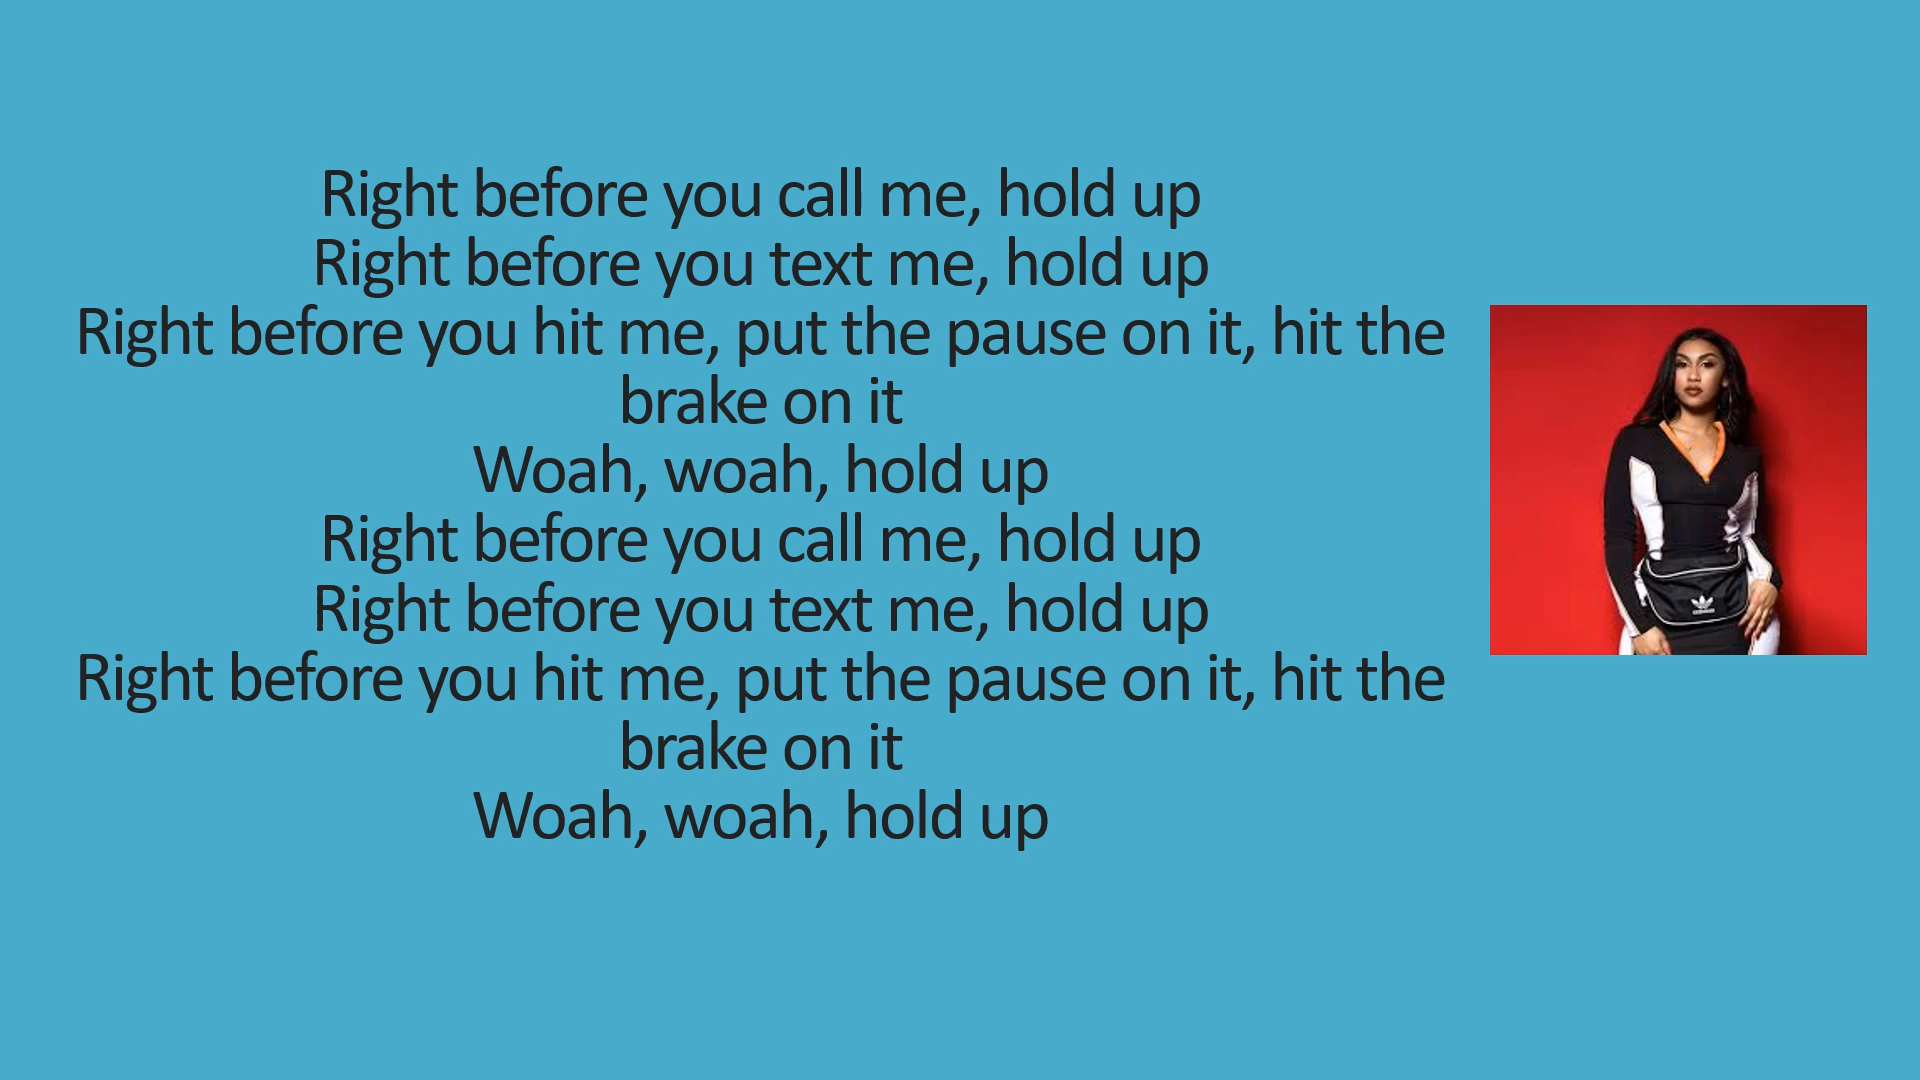 Right before you call me, hold up
Right before you text me, hold up
Right before you hit me, put the pause on it, hit the
brake on it
Woah, woah, hold up
Right before you call me, hold up
Right before you text me, hold up
Right before you hit me, put the pause on it, hit the
brake on it
Woah, woah, hold up